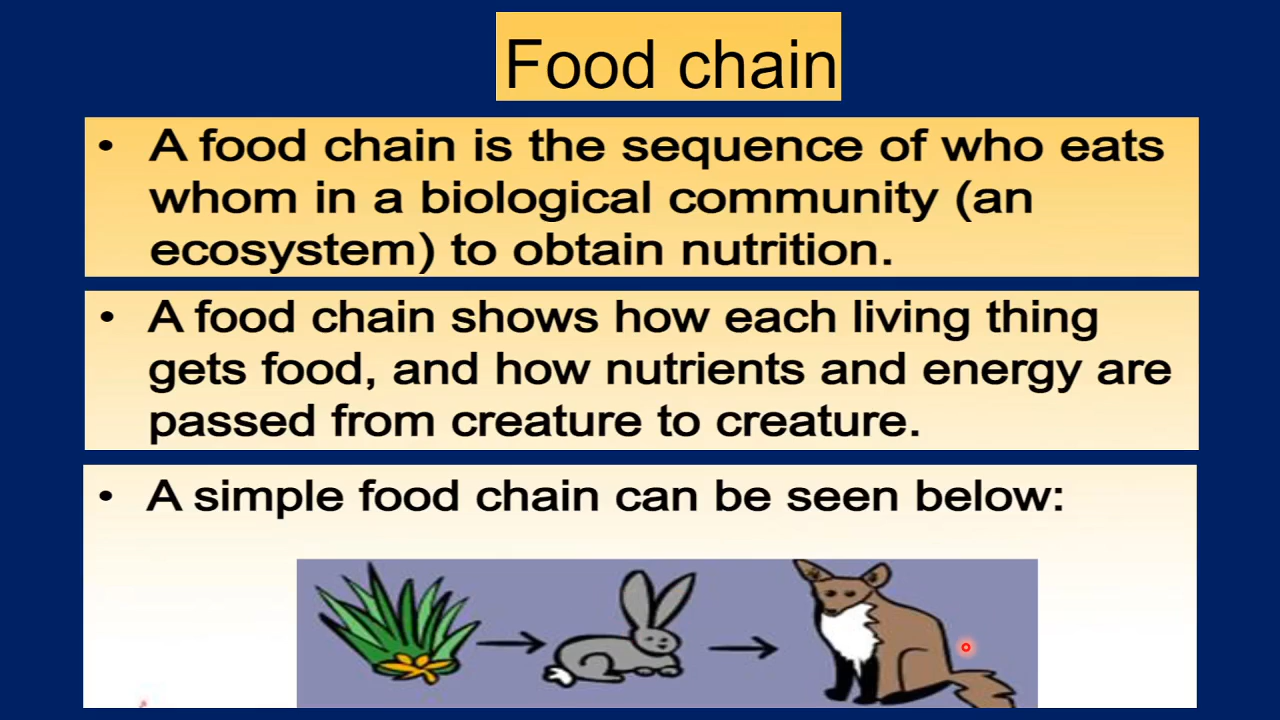 Food chain
• A food chain is the sequence of who eats
whom in a biological community (an
ecosystem) to obtain nutrition.
• A food chain shows how each living thing
gets food, and how nutrients and energy are
passed from creature to creature.
• A simple food chain can be seen below: